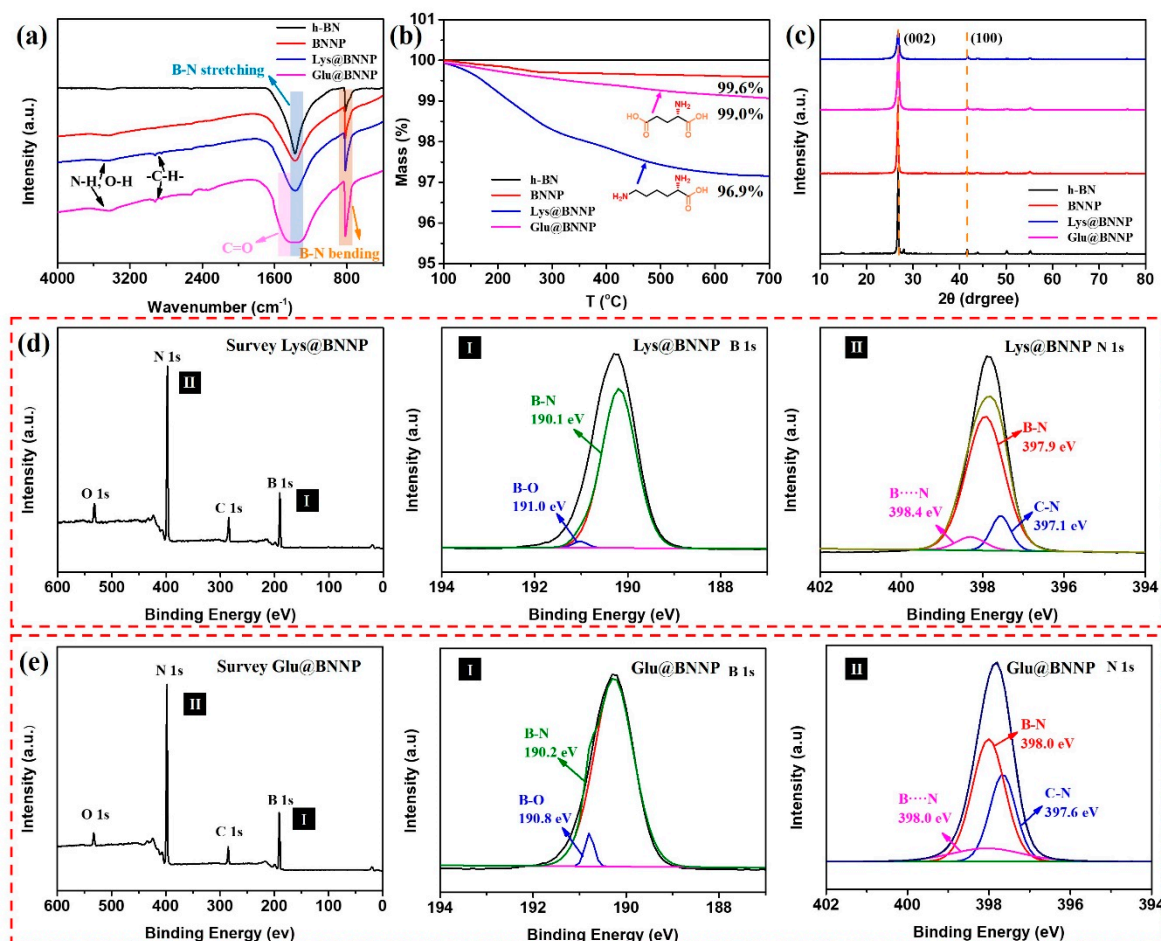 (a)
h-BN
BNNP
Lys@BNNP
Glu@BNNP
B-N stretching
N-H, O-H
-C-H-
C=O
B-N bending
Intensity (a.u.)
4000 3200 2400 1600 800
Wavenumber (cm-1)
(b)
100
99
98
97
96
95
Mass (%)
99.6%
99.0%
96.9%
HO
O
NH2
OH
O
H2N
NH2
OH
O
h-BN
BNNP
Lys@BNNP
Glu@BNNP
100 200 300 400 500 600 700
T (°C)
(c)
(002)
(100)
h-BN
BNNP
Lys@BNNP
Glu@BNNP
Intensity (a.u.)
10 20 30 40 50 60 70 80
2θ (drgree)
(d)
Survey Lys@BNNP
N 1s
II
O 1s
C 1s
B 1s
I
Intensity (a.u.)
600 500 400 300 200 100 0
Binding Energy (eV)
I
Lys@BNNP B 1s
B-N
190.1 eV
B-O
191.0 eV
Intensity (a.u)
194 192 190 188
Binding Energy (eV)
II
Lys@BNNP N 1s
B-N
397.9 eV
B····N
398.4 eV
C-N
397.1 eV
Intensity (a.u)
402 400 398 396 394
Binding Energy (eV)
(e)
Survey Glu@BNNP
N 1s
II
O 1s
C 1s
B 1s
I
Intensity (a.u.)
600 500 400 300 200 100 0
Binding Energy (ev)
I
Glu@BNNP B 1s
B-N
190.2 eV
B-O
190.8 eV
Intensity (a.u)
194 192 190 188
Binding Energy (eV)
II
Glu@BNNP N 1s
B-N
398.0 eV
B····N
398.0 eV
C-N
397.6 eV
Intensity (a.u)
402 400 398 396 394
Binding Energy (eV)